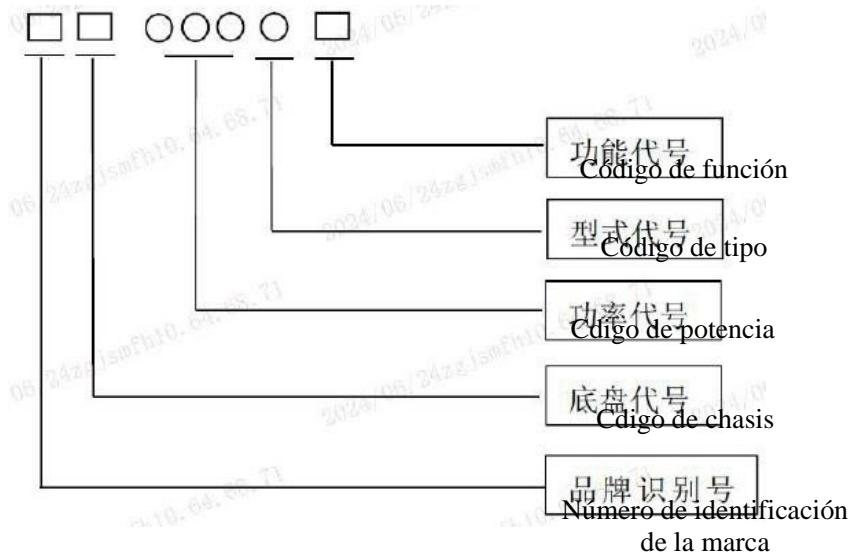 2024/0
功能代号
Código de función
型式代号
Código de tipo
功率代号
Cdigo de potencia
底盘代号
Cdigo de chasis
品牌识别号
Número de identificación
de la marca